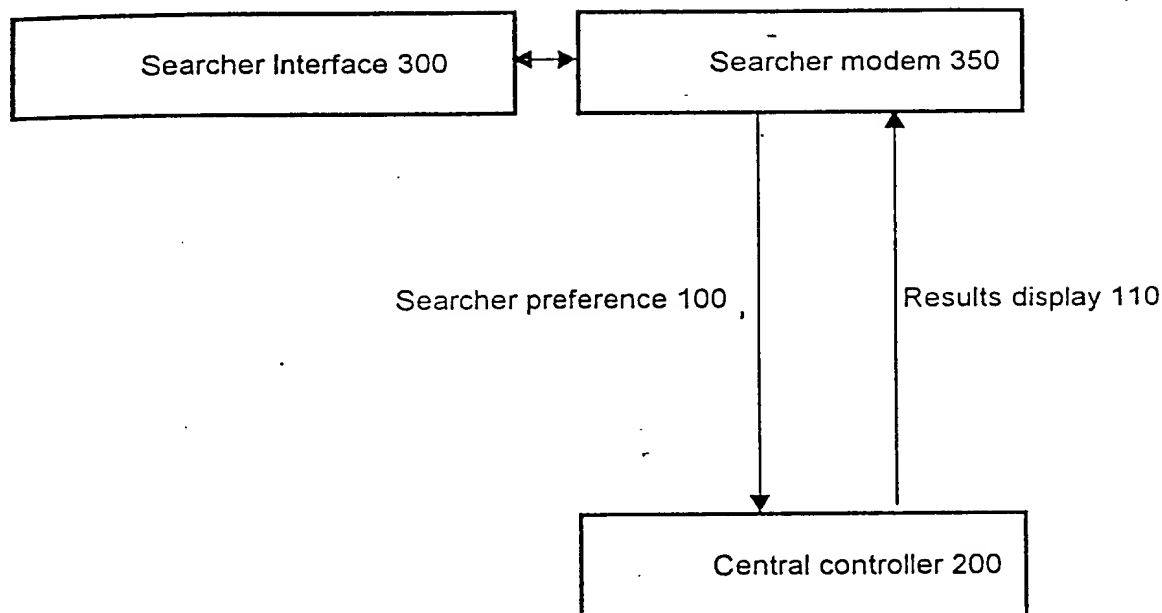 Searcher Interface 300
Searcher modem 350
Searcher preference 100
Results display 110
Central controller 200